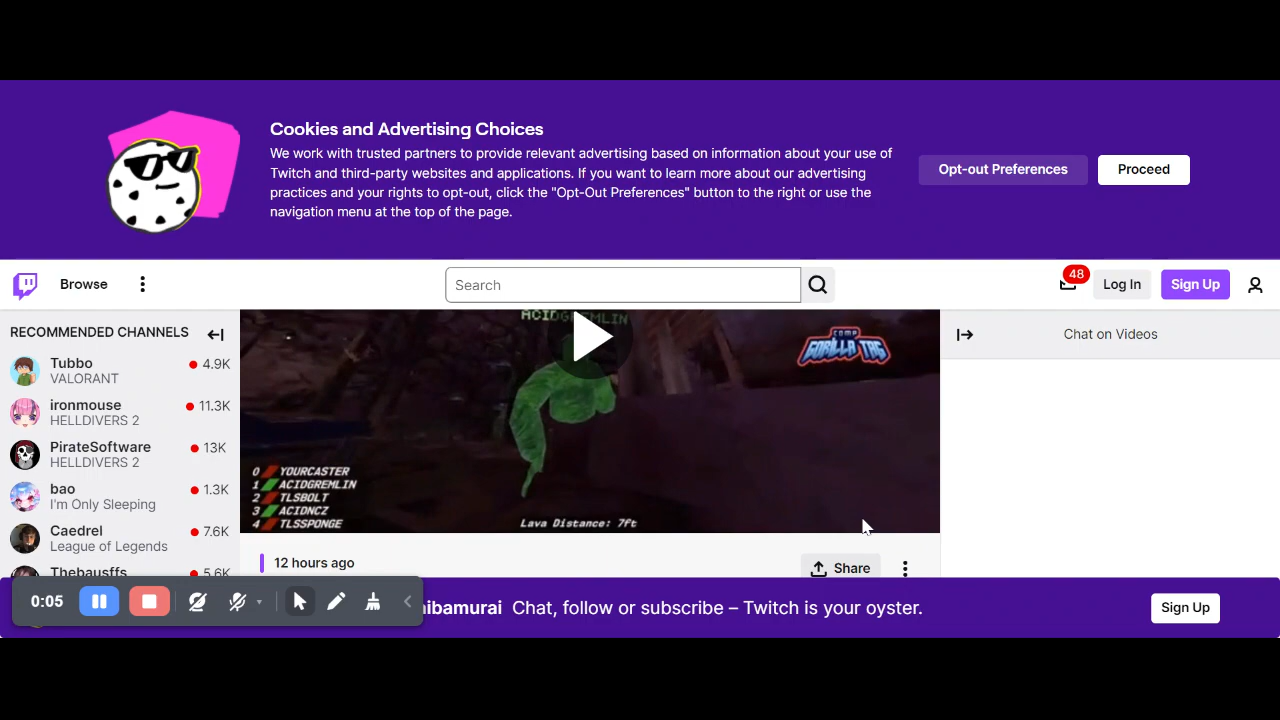 Cookies and Advertising Choices
We work with trusted partners to provide relevant advertising based on information about your use of
Twitch and third-party websites and applications. If you want to learn more about our advertising
practices and your rights to opt-out, click the "Opt-Out Preferences" button to the right or use the
navigation menu at the top of the page.
Opt-out Preferences
Proceed
Browse
Search
48
Log In
Sign Up
RECOMMENDED CHANNELS
Tubbo
VALORANT
4.9K
ironmouse
HELLDIVERS 2
11.3K
PirateSoftware
HELLDIVERS 2
13K
bao
I'm Only Sleeping
1.3K
Caedrel
League of Legends
7.6K
Thebausffs
5.6K
ACIDGREMLIN
COMP
GORILLA TAG
0 YOURCASTER
1 ACIDGREMLIN
2 TLSBOLT
3 ACIDNCZ
4 TLSSPONGE
Lava Distance: 7ft
Chat on Videos
12 hours ago
Share
0:05
hibamurai Chat, follow or subscribe – Twitch is your oyster.
Sign Up